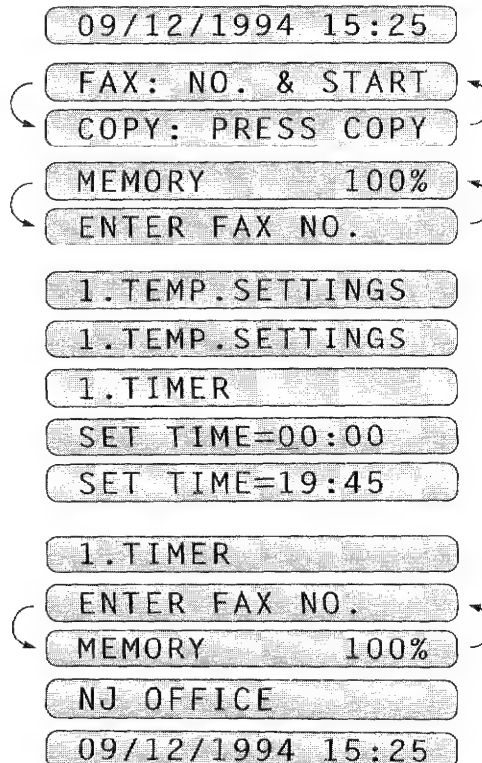 09/12/1994 15:25
FAX: NO. & START
COPY: PRESS COPY
MEMORY 100%
ENTER FAX NO.
1.TEMP.SETTINGS
1.TEMP.SETTINGS
1.TIMER
SET TIME=00:00
SET TIME=19:45
1.TIMER
ENTER FAX NO.
MEMORY 100%
NJ OFFICE
09/12/1994 15:25